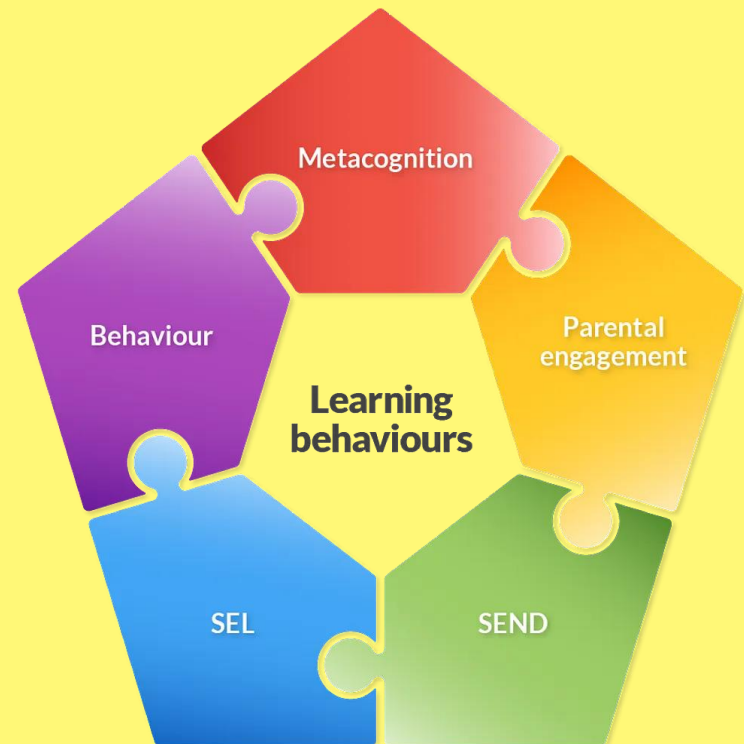 Metacognition
Parental
engagement
Behaviour
Learning
behaviours
SEL
SEND